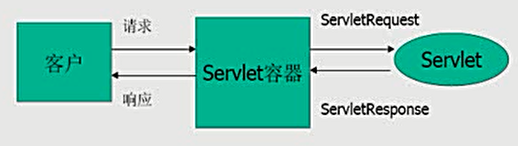 请求
ServletRequest
客户
Servlet容器
Servlet
响应
ServletResponse